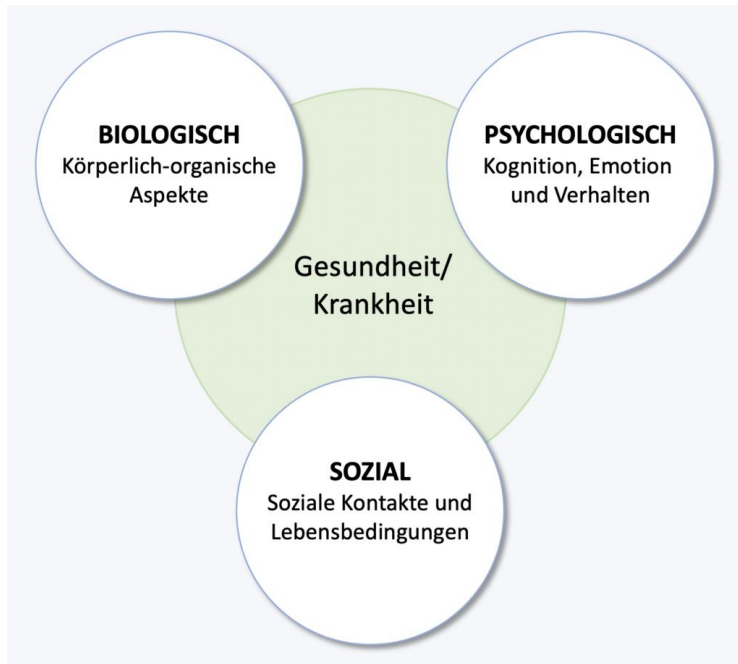 BIOLOGISCH
Körperlich-organische
Aspekte
PSYCHOLOGISCH
Kognition, Emotion
und Verhalten
Gesundheit/
Krankheit
SOZIAL
Soziale Kontakte und
Lebensbedingungen